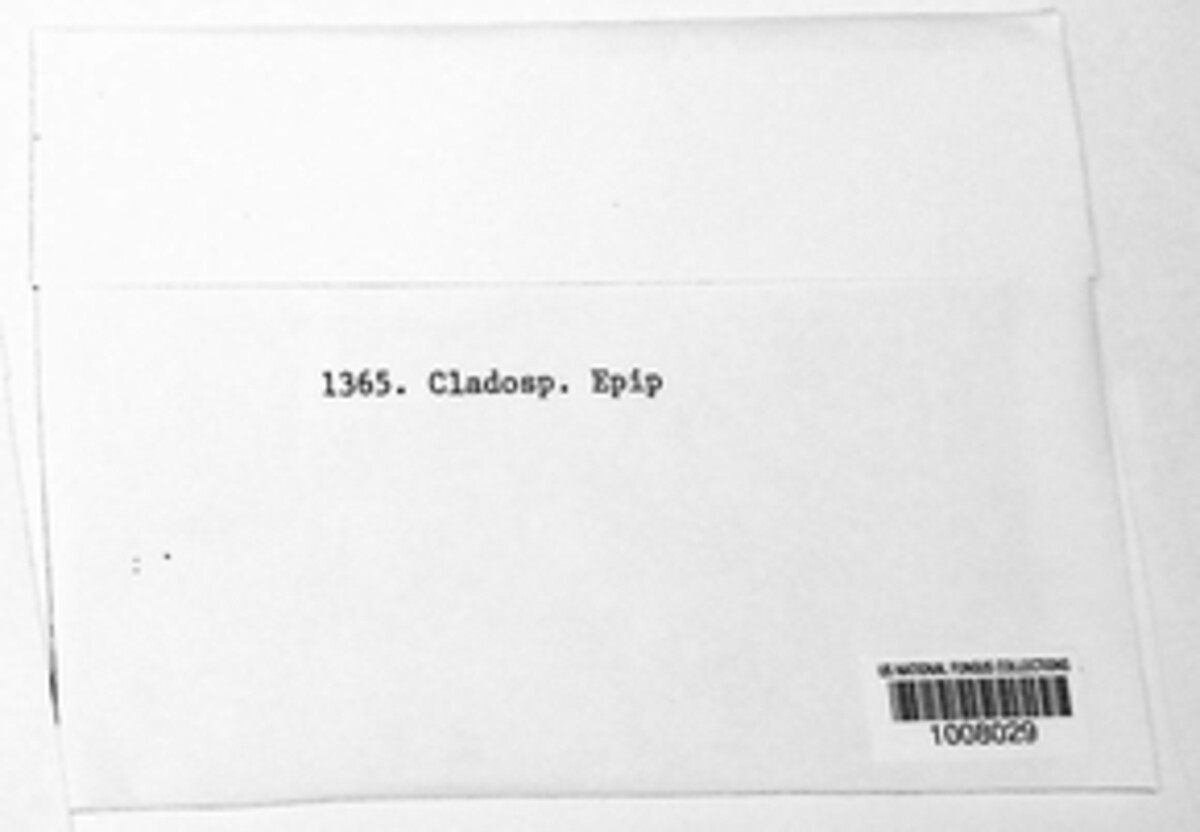 1365. Cladosp. Epip
US NATIONAL FUNGUS COLLECTIONS
1008029